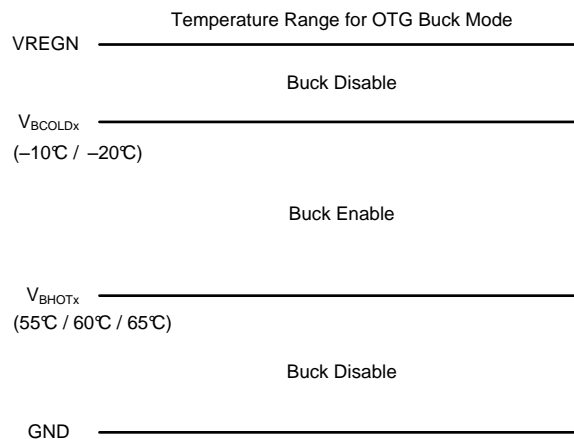 Temperature Range for OTG Buck Mode
VREGN
Buck Disable
VBCOLDx
(–10℃ / –20℃)
Buck Enable
VBHOTx
(55℃ / 60℃ / 65℃)
Buck Disable
GND